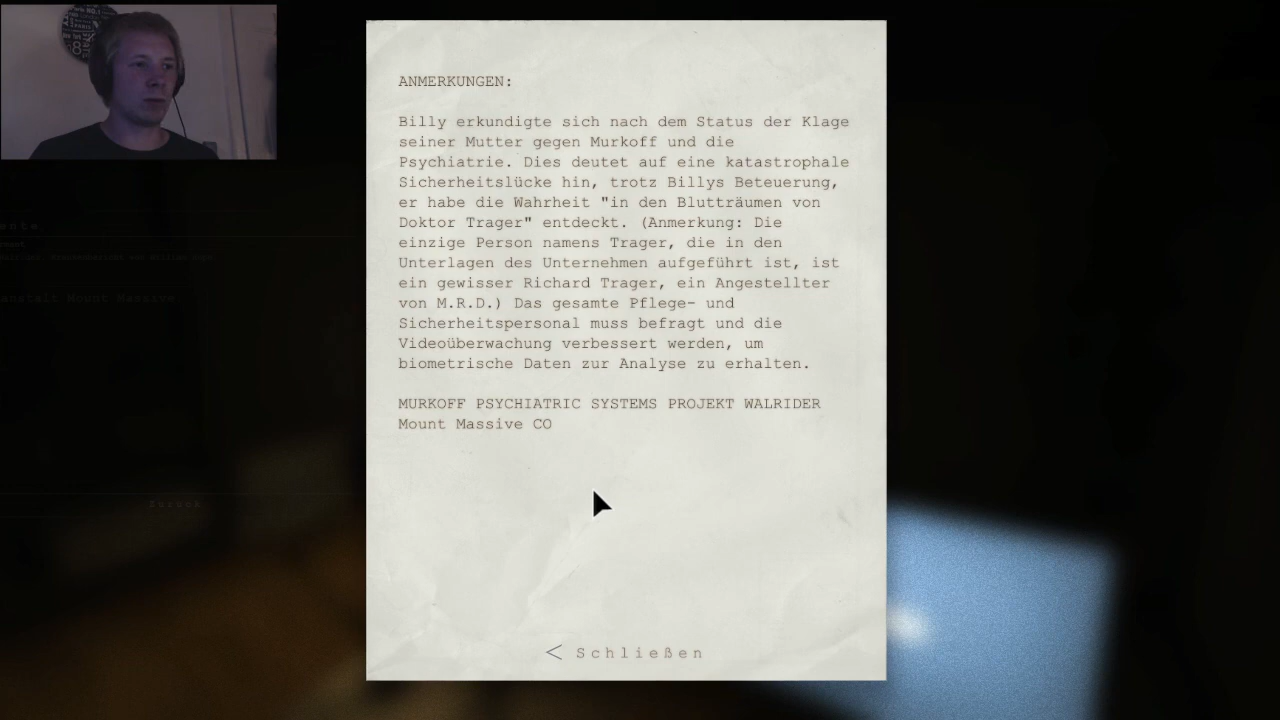 ANMERKUNGEN:
Billy erkundigte sich nach dem Status der Klage
seiner Mutter gegen Murkoff und die
Psychiatrie. Dies deutet auf eine katastrophale
Sicherheitslücke hin, trotz Billys Beteuerung,
er habe die Wahrheit "in den Blutträumen von
Doktor Trager" entdeckt. (Anmerkung: Die
einzige Person namens Trager, die in den
Unterlagen des Unternehmen aufgeführt ist, ist
ein gewisser Richard Trager, ein Angestellter
von M.R.D.) Das gesamte Pflege- und
Sicherheitspersonal muss befragt und die
Videoüberwachung verbessert werden, um
biometrische Daten zur Analyse zu erhalten.
MURKOFF PSYCHIATRIC SYSTEMS PROJEKT WALRIDER
Mount Massive CO
< Schließen
anstalt Mount Massive
Zurück